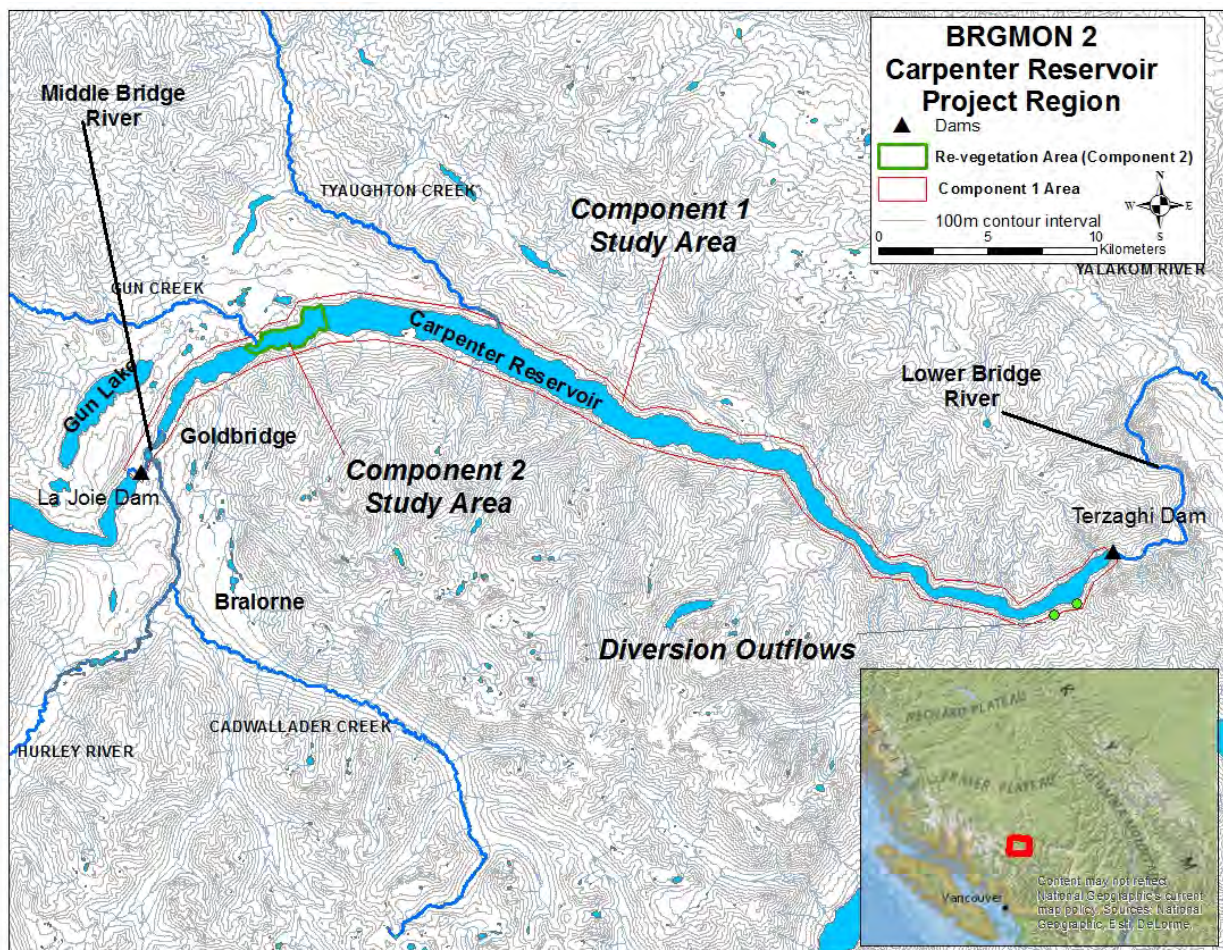 BRGMON 2
Carpenter Reservoir
Project Region
Dams
Re-vegetation Area (Component 2)
Component 1 Area
100m contour interval
N
W
E
S
0
5
10
Kilometers
Middle Bridge
River
TYAUGHTON CREEK
Component 1
Study Area
YALAKOM RIVER
GUN CREEK
Carpenter Reservoir
Gun Lake
Lower Bridge
River
Goldbridge
Component 2
Study Area
La Joie Dam
Terzaghi Dam
Bralorne
Diversion Outflows
CADWALLADER CREEK
HURLEY RIVER
PLATEAU
PLATEAU
Vancouver
Content may not reflect
National Geographic's current
map policy. Sources: National
Geographic, Esri, DeLorme,